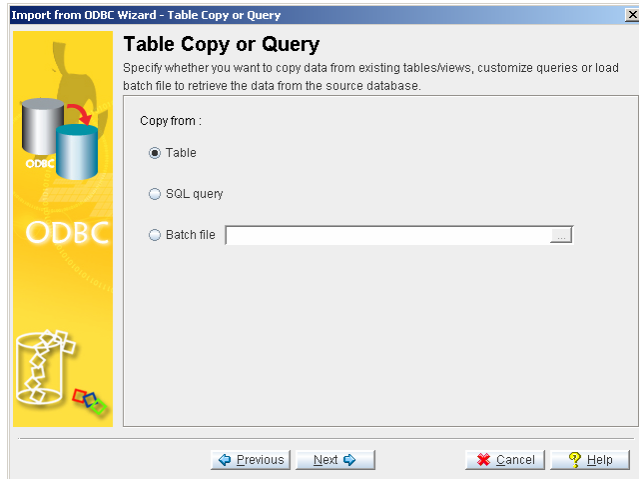 Import from ODBC Wizard - Table Copy or Query
Table Copy or Query
Specify whether you want to copy data from existing tables/views, customize queries or load
batch file to retrieve the data from the source database.
Copy from :
Table
SQL query
Batch file ...
ODBC
ODBC
Previous Next Cancel Help